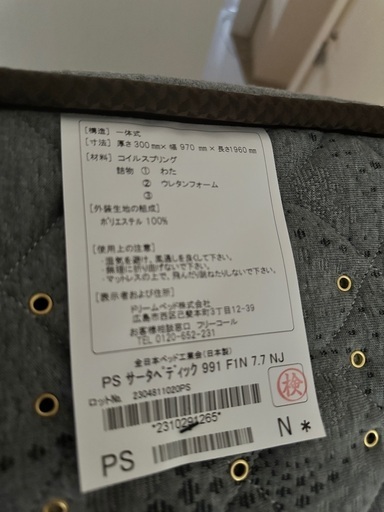 [構造] 一体式
[寸法] 厚さ300mm×幅 970 mm×長さ1960mm
[材料] コイルスプリング
詰物 ① わた
② ウレタンフォーム
③
[外装生地の組成]
ポリエステル 100%
[使用上の注意]
・湿気を避け、風通しを良くして下さい。
・無理に折り曲げないで下さい。
・マットレスの上で、飛んだり跳ねたりしないで下さい。
[表示者および住所]
ドリームベッド株式会社
広島市西区己斐本町3丁目12-39
お客様相談窓口 フリーコール
TEL 0120-652-231
全日本ベッド工業会(日本製)
PS サータペディック 991 F1N 7.7 NJ
ロットNo. 2304811020PS
*2310291265*
検
PS
N *